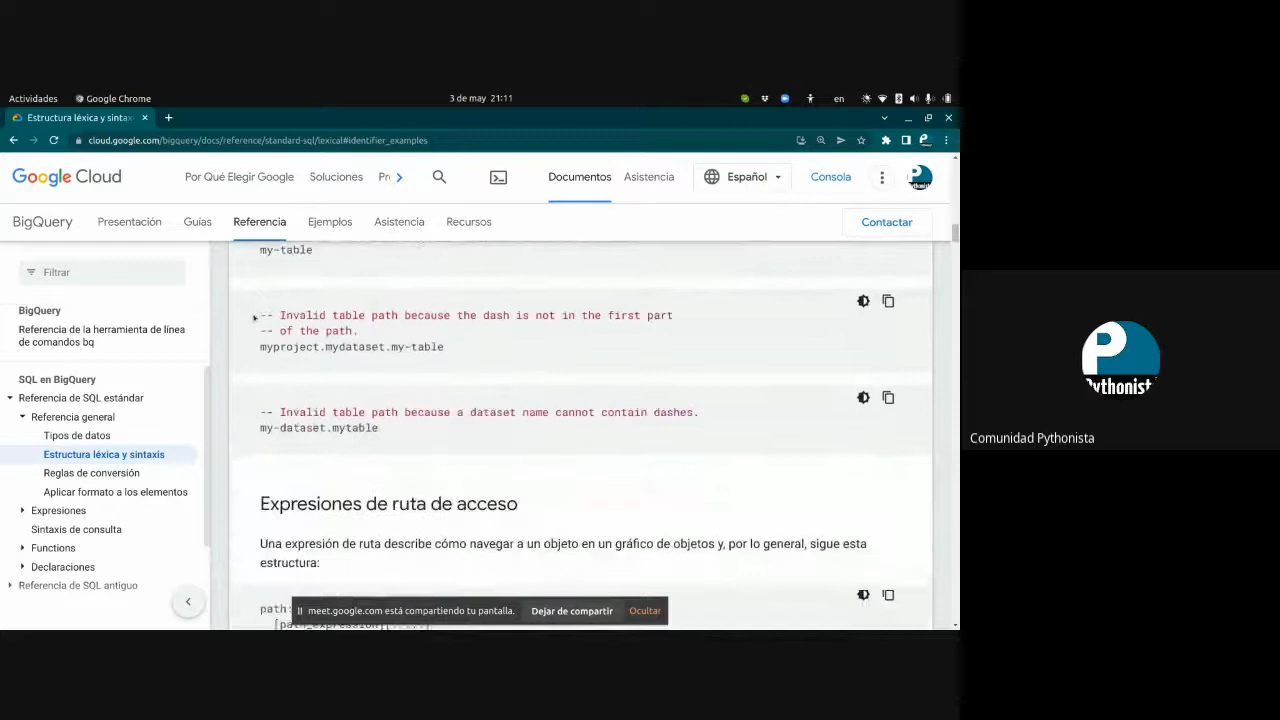 Actividades
Google Chrome
3 de may 21:11
en
Estructura léxica y sintax
cloud.google.com/bigquery/docs/reference/standard-sql/lexical#identifier_examples
Google Cloud
Por Qué Elegir Google
Soluciones
Pr
Documentos
Asistencia
Español
Consola
BigQuery
Presentación
Guías
Referencia
Ejemplos
Asistencia
Recursos
Contactar
Filtrar
BigQuery
Referencia de la herramienta de línea
de comandos bq
SQL en BigQuery
Referencia de SQL estándar
Referencia general
Tipos de datos
Estructura léxica y sintaxis
Reglas de conversión
Aplicar formato a los elementos
Expresiones
Sintaxis de consulta
Functions
Declaraciones
Referencia de SQL antiguo
my-table
-- Invalid table path because the dash is not in the first part
-- of the path.
myproject.mydataset.my-table
-- Invalid table path because a dataset name cannot contain dashes.
my-dataset.mytable
Expresiones de ruta de acceso
Una expresión de ruta describe cómo navegar a un objeto en un gráfico de objetos y, por lo general, sigue esta
estructura:
path:
[path_expression][. ...]
meet.google.com está compartiendo tu pantalla.
Dejar de compartir
Ocultar
Pythonist
Comunidad Pythonista